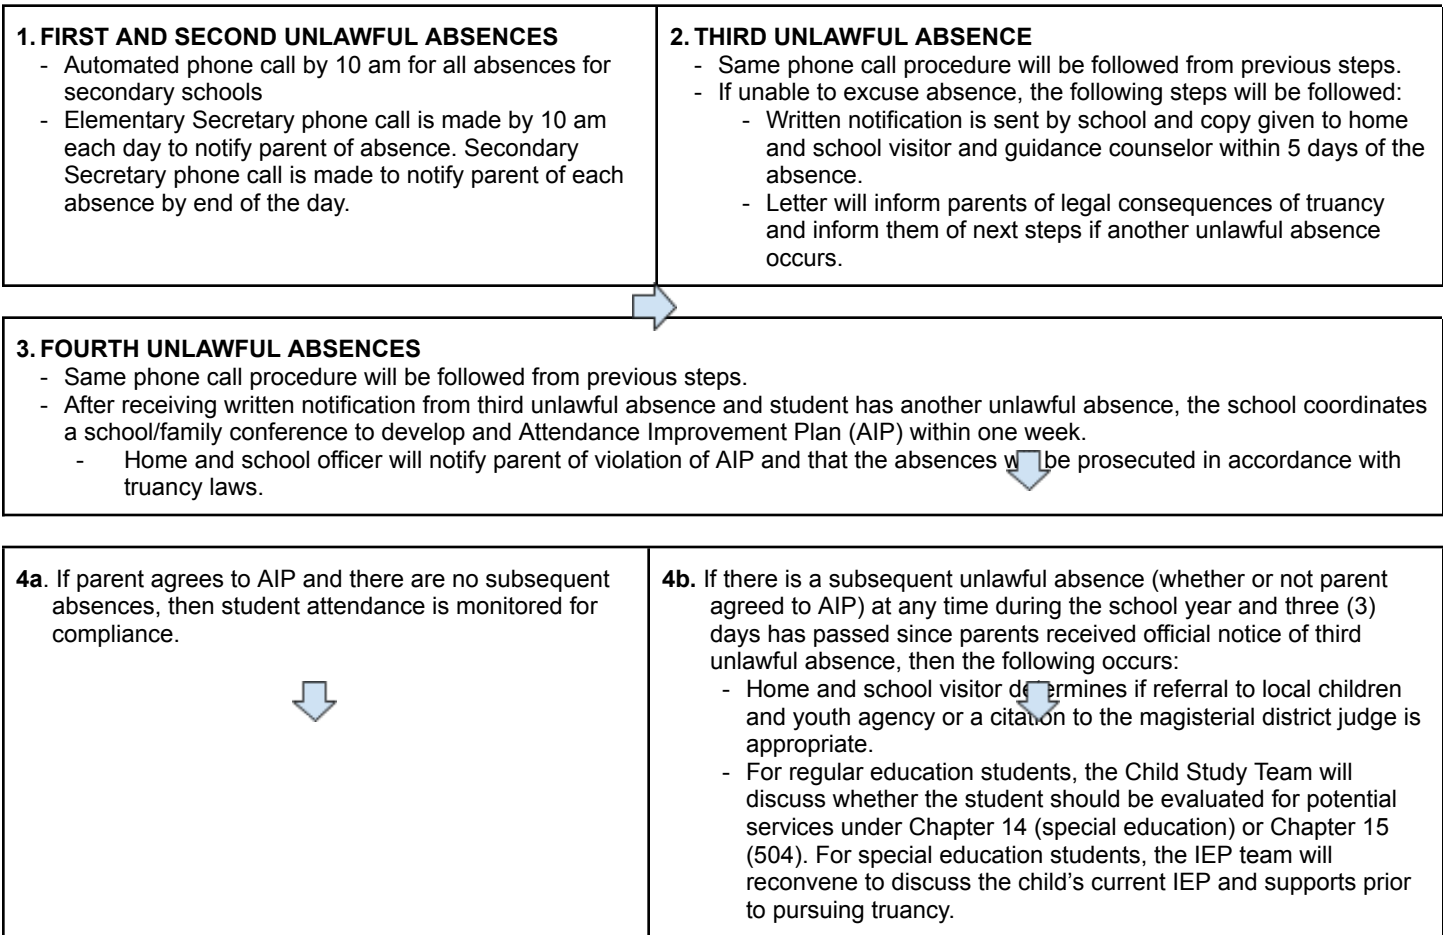 1. FIRST AND SECOND UNLAWFUL ABSENCES
- Automated phone call by 10 am for all absences for
secondary schools
- Elementary Secretary phone call is made by 10 am
each day to notify parent of absence. Secondary
Secretary phone call is made to notify parent of each
absence by end of the day.
2. THIRD UNLAWFUL ABSENCE
- Same phone call procedure will be followed from previous steps.
- If unable to excuse absence, the following steps will be followed:
- Written notification is sent by school and copy given to home
and school visitor and guidance counselor within 5 days of the
absence.
- Letter will inform parents of legal consequences of truancy
and inform them of next steps if another unlawful absence
occurs.
3. FOURTH UNLAWFUL ABSENCES
- Same phone call procedure will be followed from previous steps.
- After receiving written notification from third unlawful absence and student has another unlawful absence, the school coordinates
a school/family conference to develop and Attendance Improvement Plan (AIP) within one week.
- Home and school officer will notify parent of violation of AIP and that the absences will be prosecuted in accordance with
truancy laws.
4a. If parent agrees to AIP and there are no subsequent
absences, then student attendance is monitored for
compliance.
4b. If there is a subsequent unlawful absence (whether or not parent
agreed to AIP) at any time during the school year and three (3)
days has passed since parents received official notice of third
unlawful absence, then the following occurs:
- Home and school visitor determines if referral to local children
and youth agency or a citation to the magisterial district judge is
appropriate.
- For regular education students, the Child Study Team will
discuss whether the student should be evaluated for potential
services under Chapter 14 (special education) or Chapter 15
(504). For special education students, the IEP team will
reconvene to discuss the child's current IEP and supports prior
to pursuing truancy.